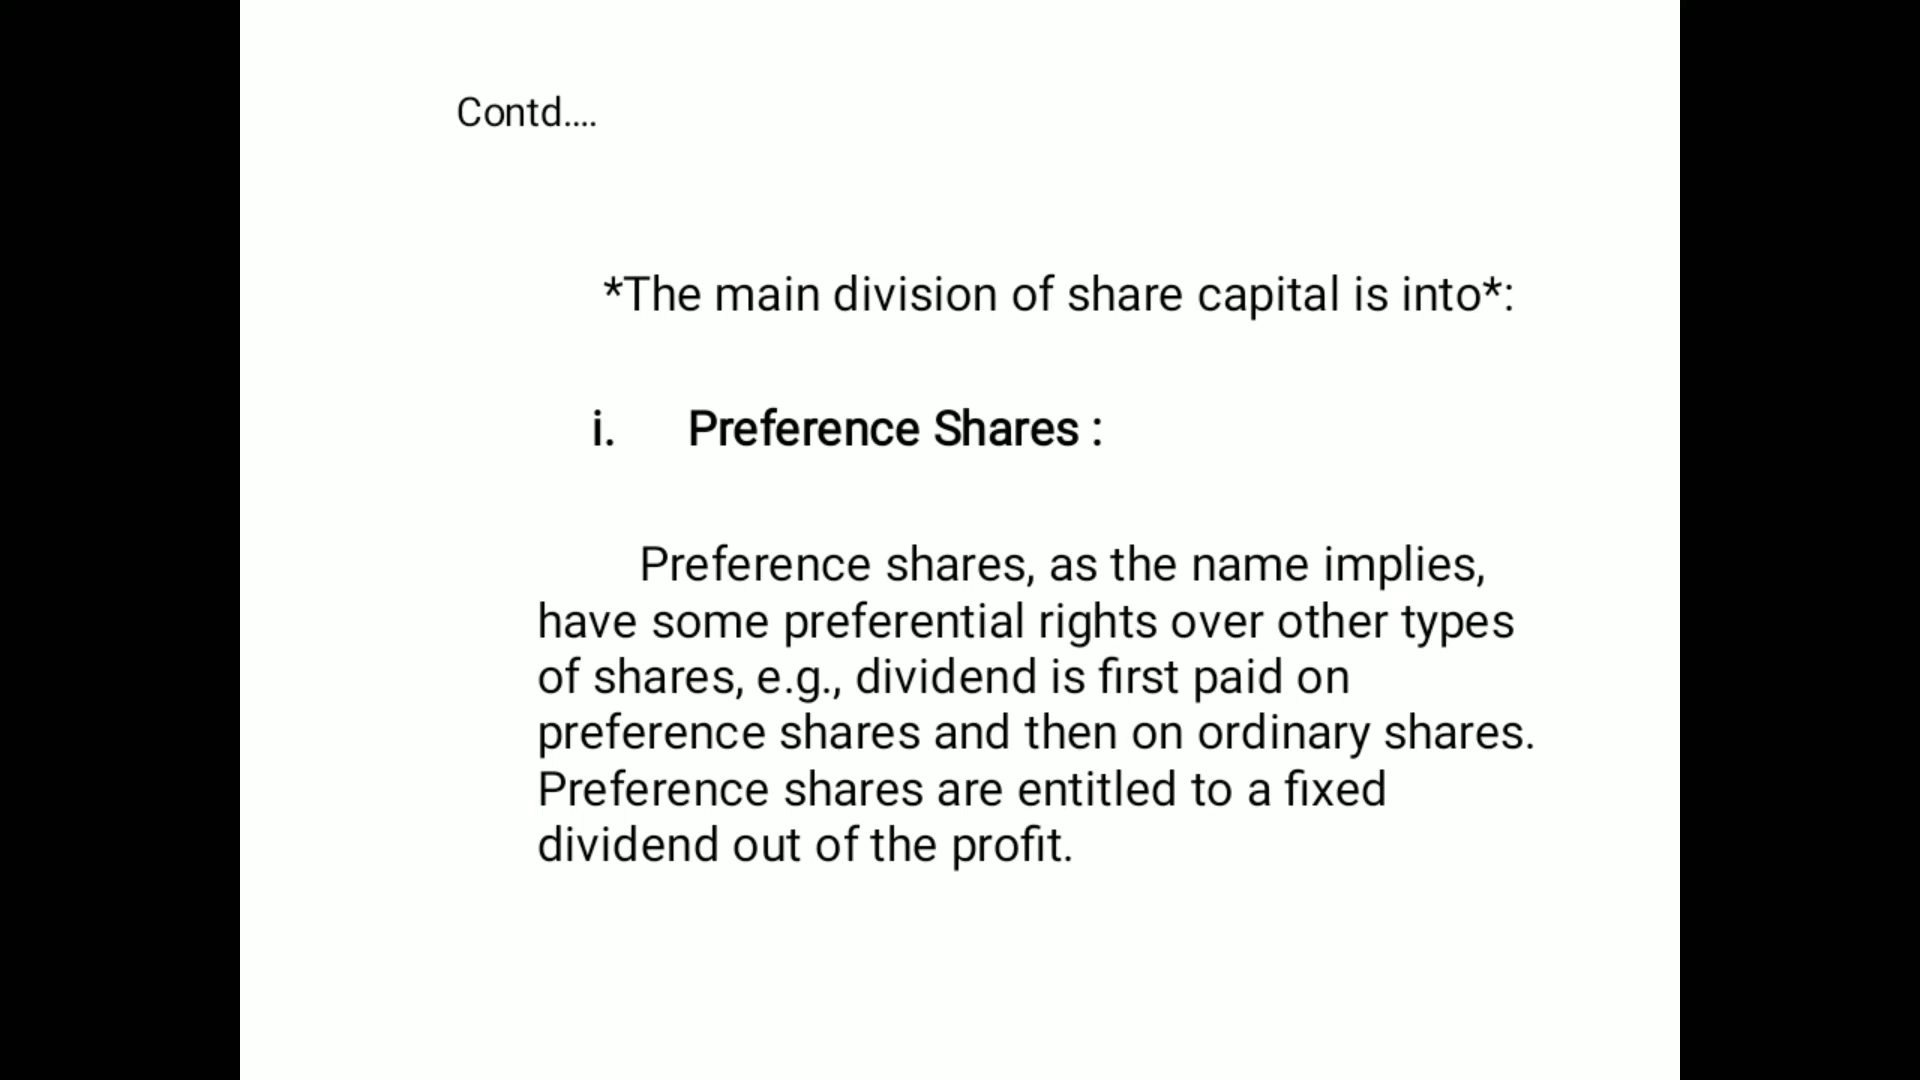 Contd....
*The main division of share capital is into*:
i. Preference Shares :
Preference shares, as the name implies,
have some preferential rights over other types
of shares, e.g., dividend is first paid on
preference shares and then on ordinary shares.
Preference shares are entitled to a fixed
dividend out of the profit.